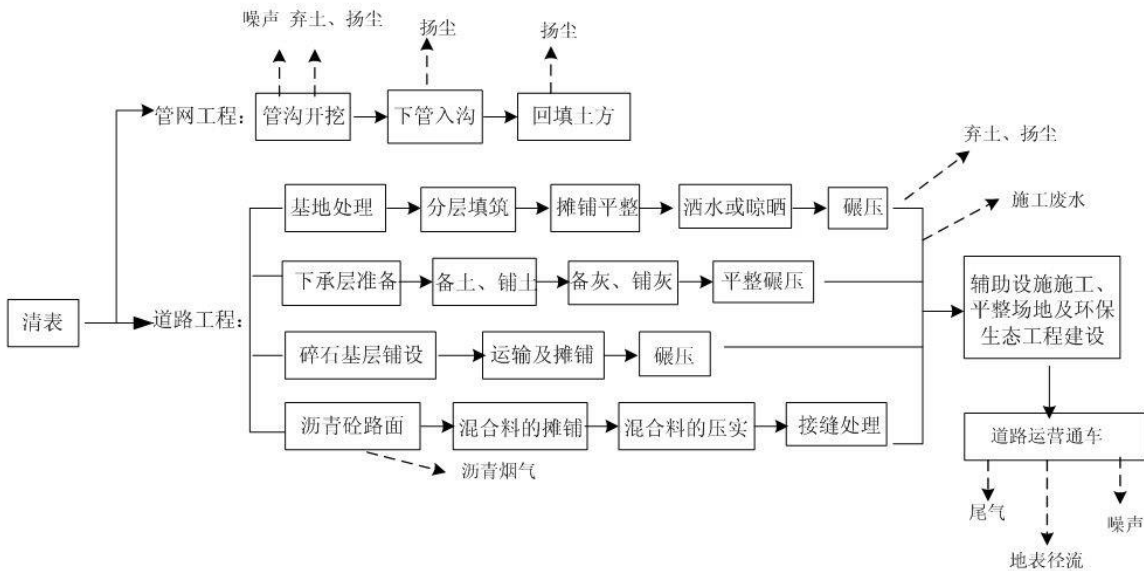 噪声 弃土、扬尘
扬尘
扬尘
管网工程：
管沟开挖
下管入沟
回填土方
弃土、扬尘
施工废水
基地处理
分层填筑
摊铺平整
洒水或晾晒
碾压
下承层准备
备土、铺土
备灰、铺灰
平整碾压
清表
道路工程：
碎石基层铺设
运输及摊铺
碾压
沥青砼路面
混合料的摊铺
混合料的压实
接缝处理
沥青烟气
辅助设施施工、
平整场地及环保
生态工程建设
道路运营通车
尾气
地表径流
噪声